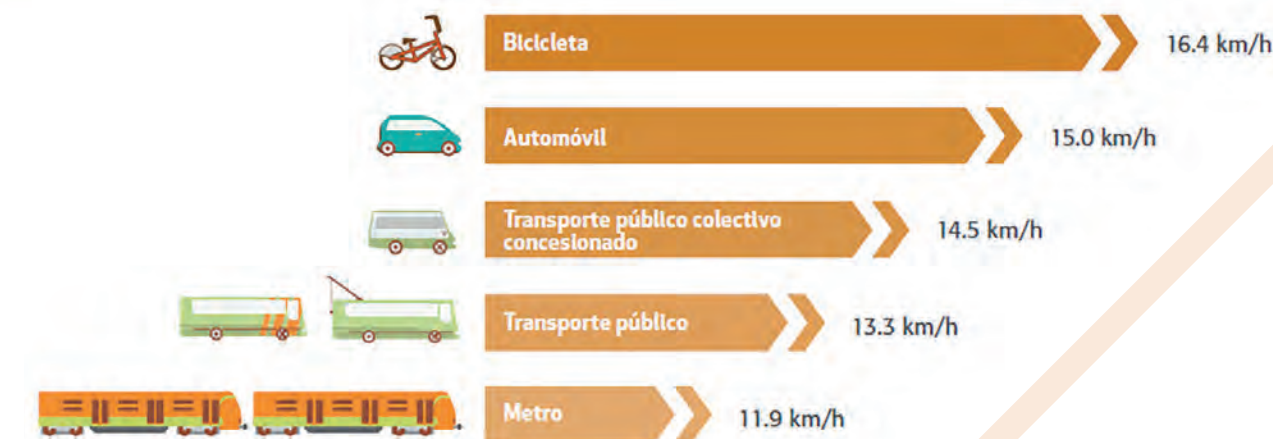 Bicicleta
16.4 km/h
Automóvil
15.0 km/h
Transporte público colectivo
concesionado
14.5 km/h
Transporte público
13.3 km/h
Metro
11.9 km/h